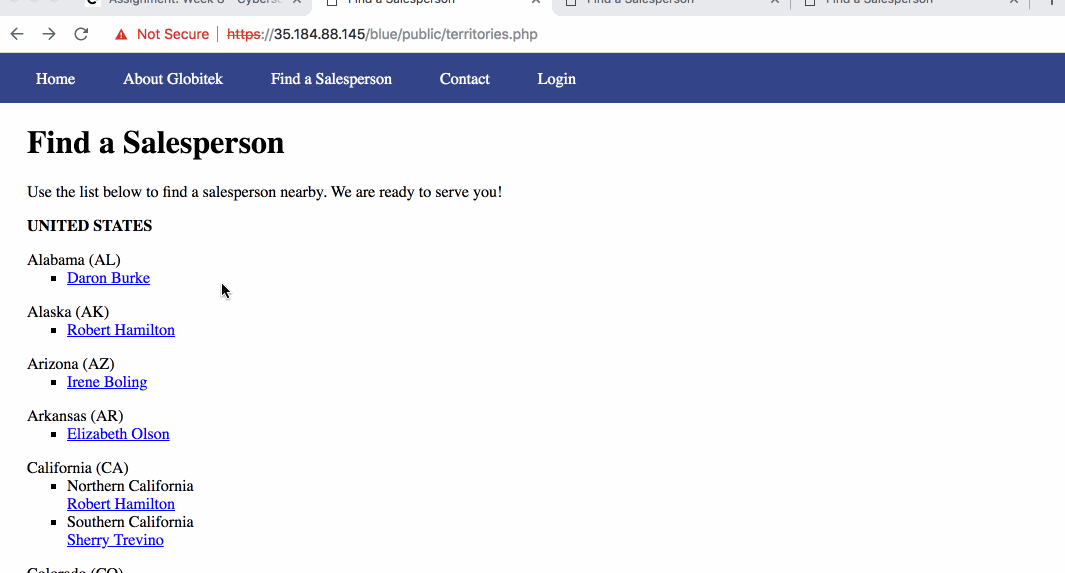 Assignment: Week 8 - Cyberse
Find a Salesperson
Find a Salesperson
Find a Salesperson
Not Secure
https://35.184.88.145/blue/public/territories.php
Home
About Globitek
Find a Salesperson
Contact
Login
Find a Salesperson
Use the list below to find a salesperson nearby. We are ready to serve you!
UNITED STATES
Alabama (AL)
Daron Burke
Alaska (AK)
Robert Hamilton
Arizona (AZ)
Irene Boling
Arkansas (AR)
Elizabeth Olson
California (CA)
Northern California
Robert Hamilton
Southern California
Sherry Trevino
Colorado (CO)